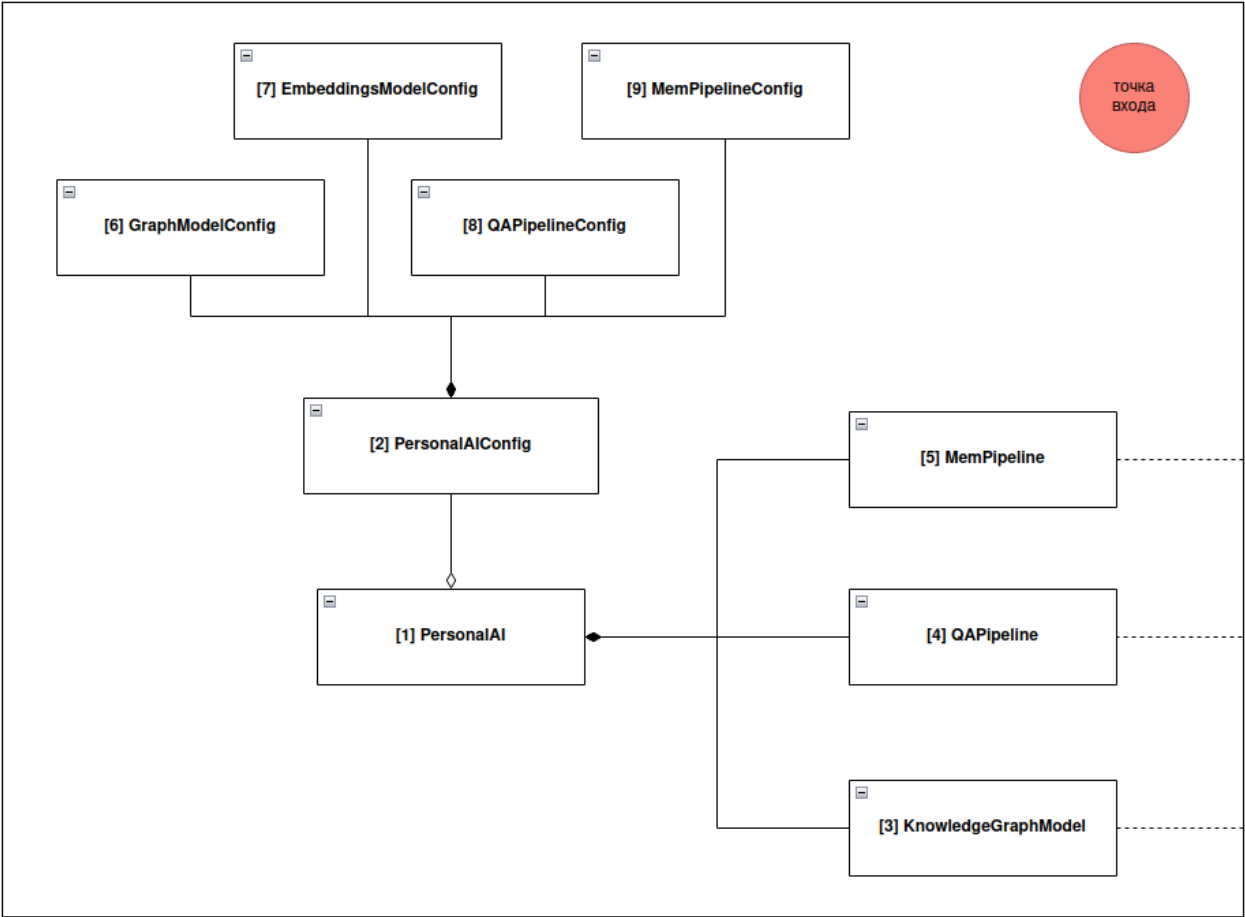 [7] EmbeddingsModelConfig
[9] MemPipelineConfig
точка
входа
[6] GraphModelConfig
[8] QAPipelineConfig
[2] PersonalAIConfig
[5] MemPipeline
[1] PersonalAI
[4] QAPipeline
[3] KnowledgeGraphModel